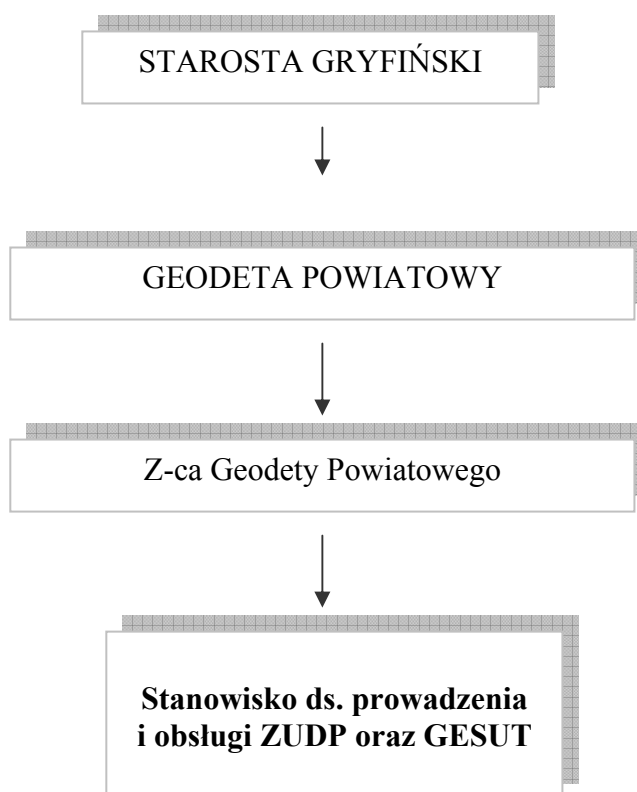 STAROSTA GRYFIŃSKI
GEODETA POWIATOWY
Z-ca Geodety Powiatowego
Stanowisko ds. prowadzenia
i obsługi ZUDP oraz GESUT